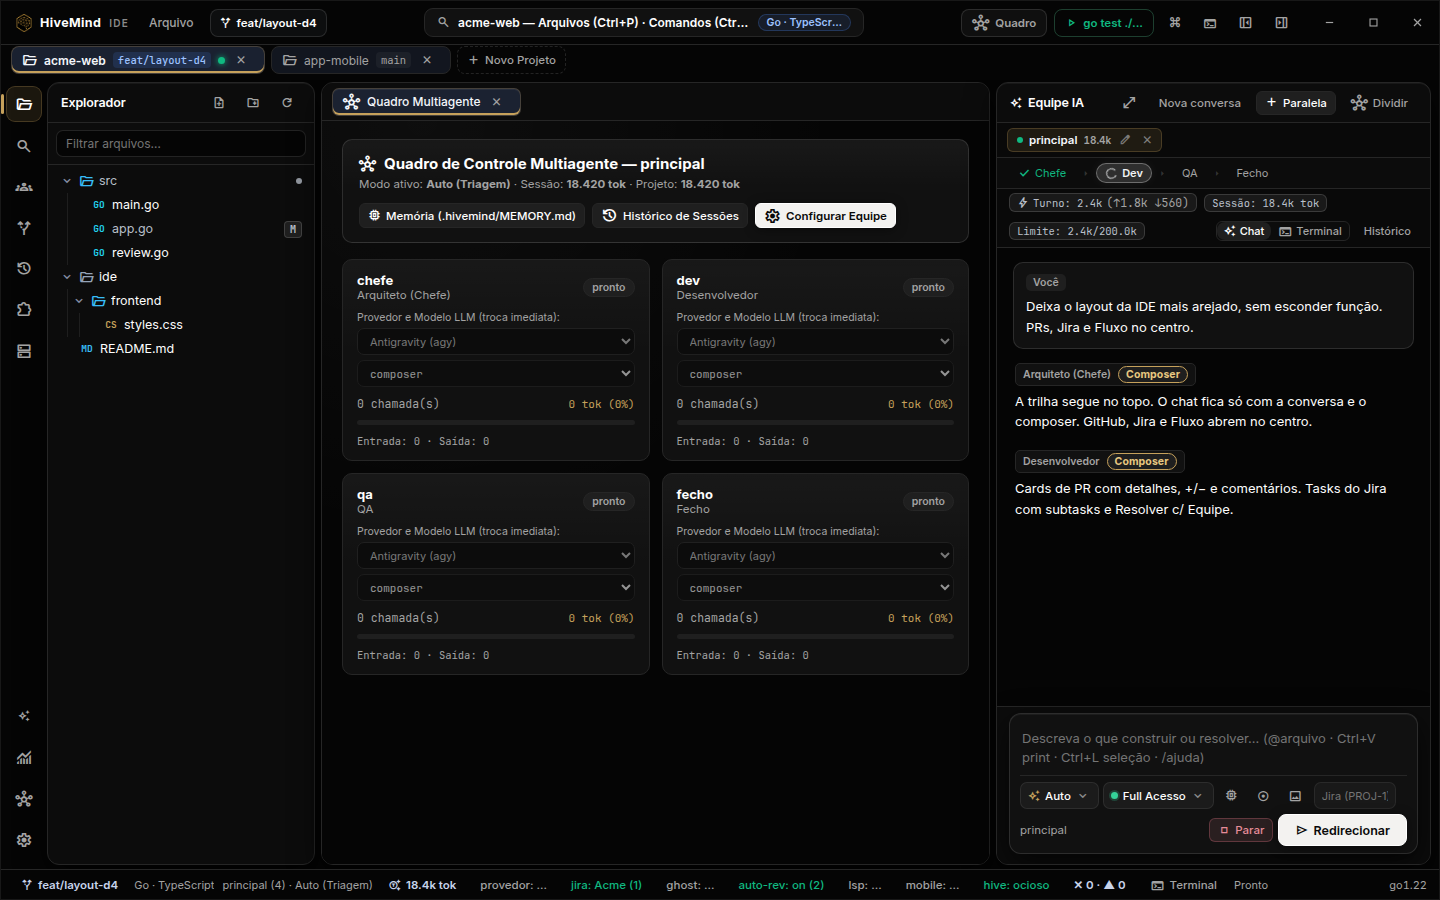 HiveMind IDE Arquivo feat/layout-d4 acme-web — Arquivos (Ctrl+P) · Comandos (Ctr... Go · TypeScr... Quadro go test ./...
acme-web feat/layout-d4 app-mobile main Novo Projeto
Explorador
Filtrar arquivos...
src
GO main.go
GO app.go M
GO review.go
ide
frontend
CS styles.css
MD README.md
Quadro Multiagente
Quadro de Controle Multiagente — principal
Modo ativo: Auto (Triagem) · Sessão: 18.420 tok · Projeto: 18.420 tok
Memória (.hivemind/MEMORY.md) Histórico de Sessões Configurar Equipe
chefe
Arquiteto (Chefe)
pronto
Provedor e Modelo LLM (troca imediata):
Antigravity (agy)
composer
0 chamada(s) 0 tok (0%)
Entrada: 0 · Saída: 0
dev
Desenvolvedor
pronto
Provedor e Modelo LLM (troca imediata):
Antigravity (agy)
composer
0 chamada(s) 0 tok (0%)
Entrada: 0 · Saída: 0
qa
QA
pronto
Provedor e Modelo LLM (troca imediata):
Antigravity (agy)
composer
0 chamada(s) 0 tok (0%)
Entrada: 0 · Saída: 0
fecho
Fecho
pronto
Provedor e Modelo LLM (troca imediata):
Antigravity (agy)
composer
0 chamada(s) 0 tok (0%)
Entrada: 0 · Saída: 0
Equipe IA Nova conversa Paralela Dividir
principal 18.4k
Chefe Dev QA Fecho
Turno: 2.4k (↑1.8k ↓560) Sessão: 18.4k tok
Limite: 2.4k/200.0k Chat Terminal Histórico
Você
Deixa o layout da IDE mais arejado, sem esconder função.
PRs, Jira e Fluxo no centro.
Arquiteto (Chefe) Composer
A trilha segue no topo. O chat fica só com a conversa e o
composer. GitHub, Jira e Fluxo abrem no centro.
Desenvolvedor Composer
Cards de PR com detalhes, +/− e comentários. Tasks do Jira
com subtasks e Resolver c/ Equipe.
Descreva o que construir ou resolver... (@arquivo · Ctrl+V
print · Ctrl+L seleção · /ajuda)
Auto Full Acesso Jira (PROJ-1)
principal Parar Redirecionar
feat/layout-d4 Go · TypeScript principal (4) · Auto (Triagem) 18.4k tok provedor: ... jira: Acme (1) ghost: ... auto-rev: on (2) lsp: ... mobile: ... hive: ocioso ✕ 0 · ▲ 0 Terminal Pronto go1.22